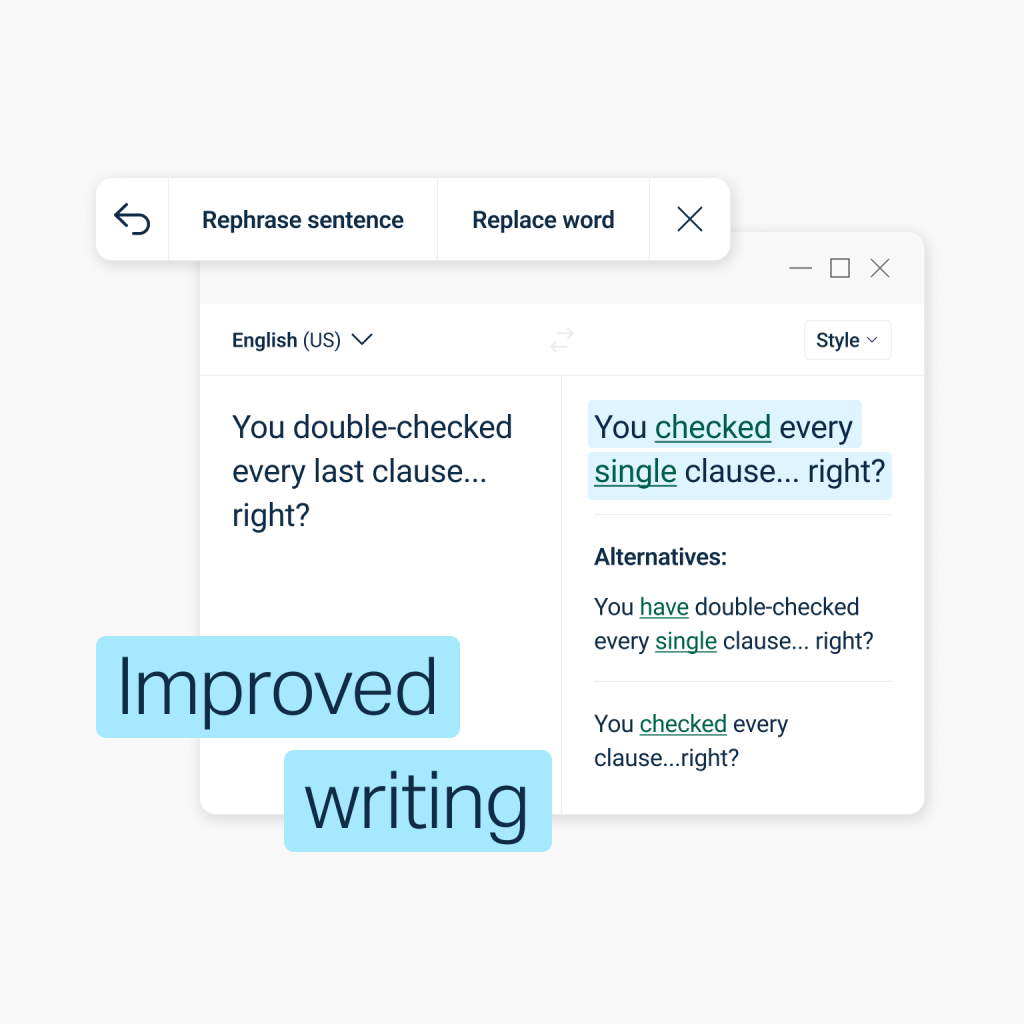 Rephrase sentence
Replace word
English (US)
Style
You double-checked
every last clause...
right?
You checked every
single clause... right?
Alternatives:
You have double-checked
every single clause... right?
You checked every
clause...right?
Improved
writing